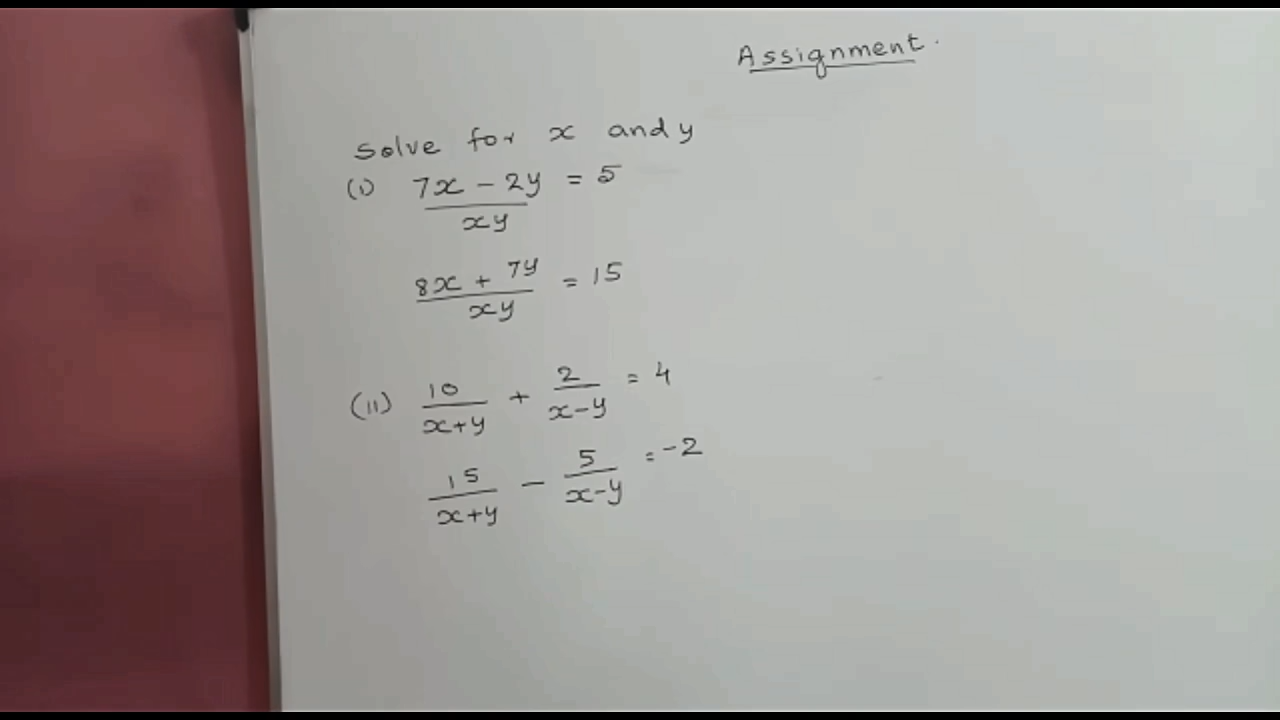 Assignment.
Solve for x and y
(i) 7x - 2y = 5
xy
8x + 7y = 15
xy
(ii) 10 + 2 = 4
x+y x-y
15 - 5 = -2
x+y x-y